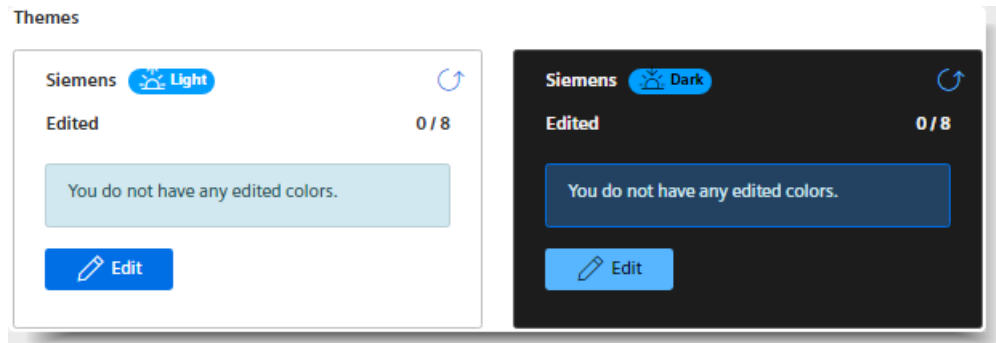 Themes
Siemens Light
Edited 0 / 8
You do not have any edited colors.
Edit
Siemens Dark
Edited 0 / 8
You do not have any edited colors.
Edit